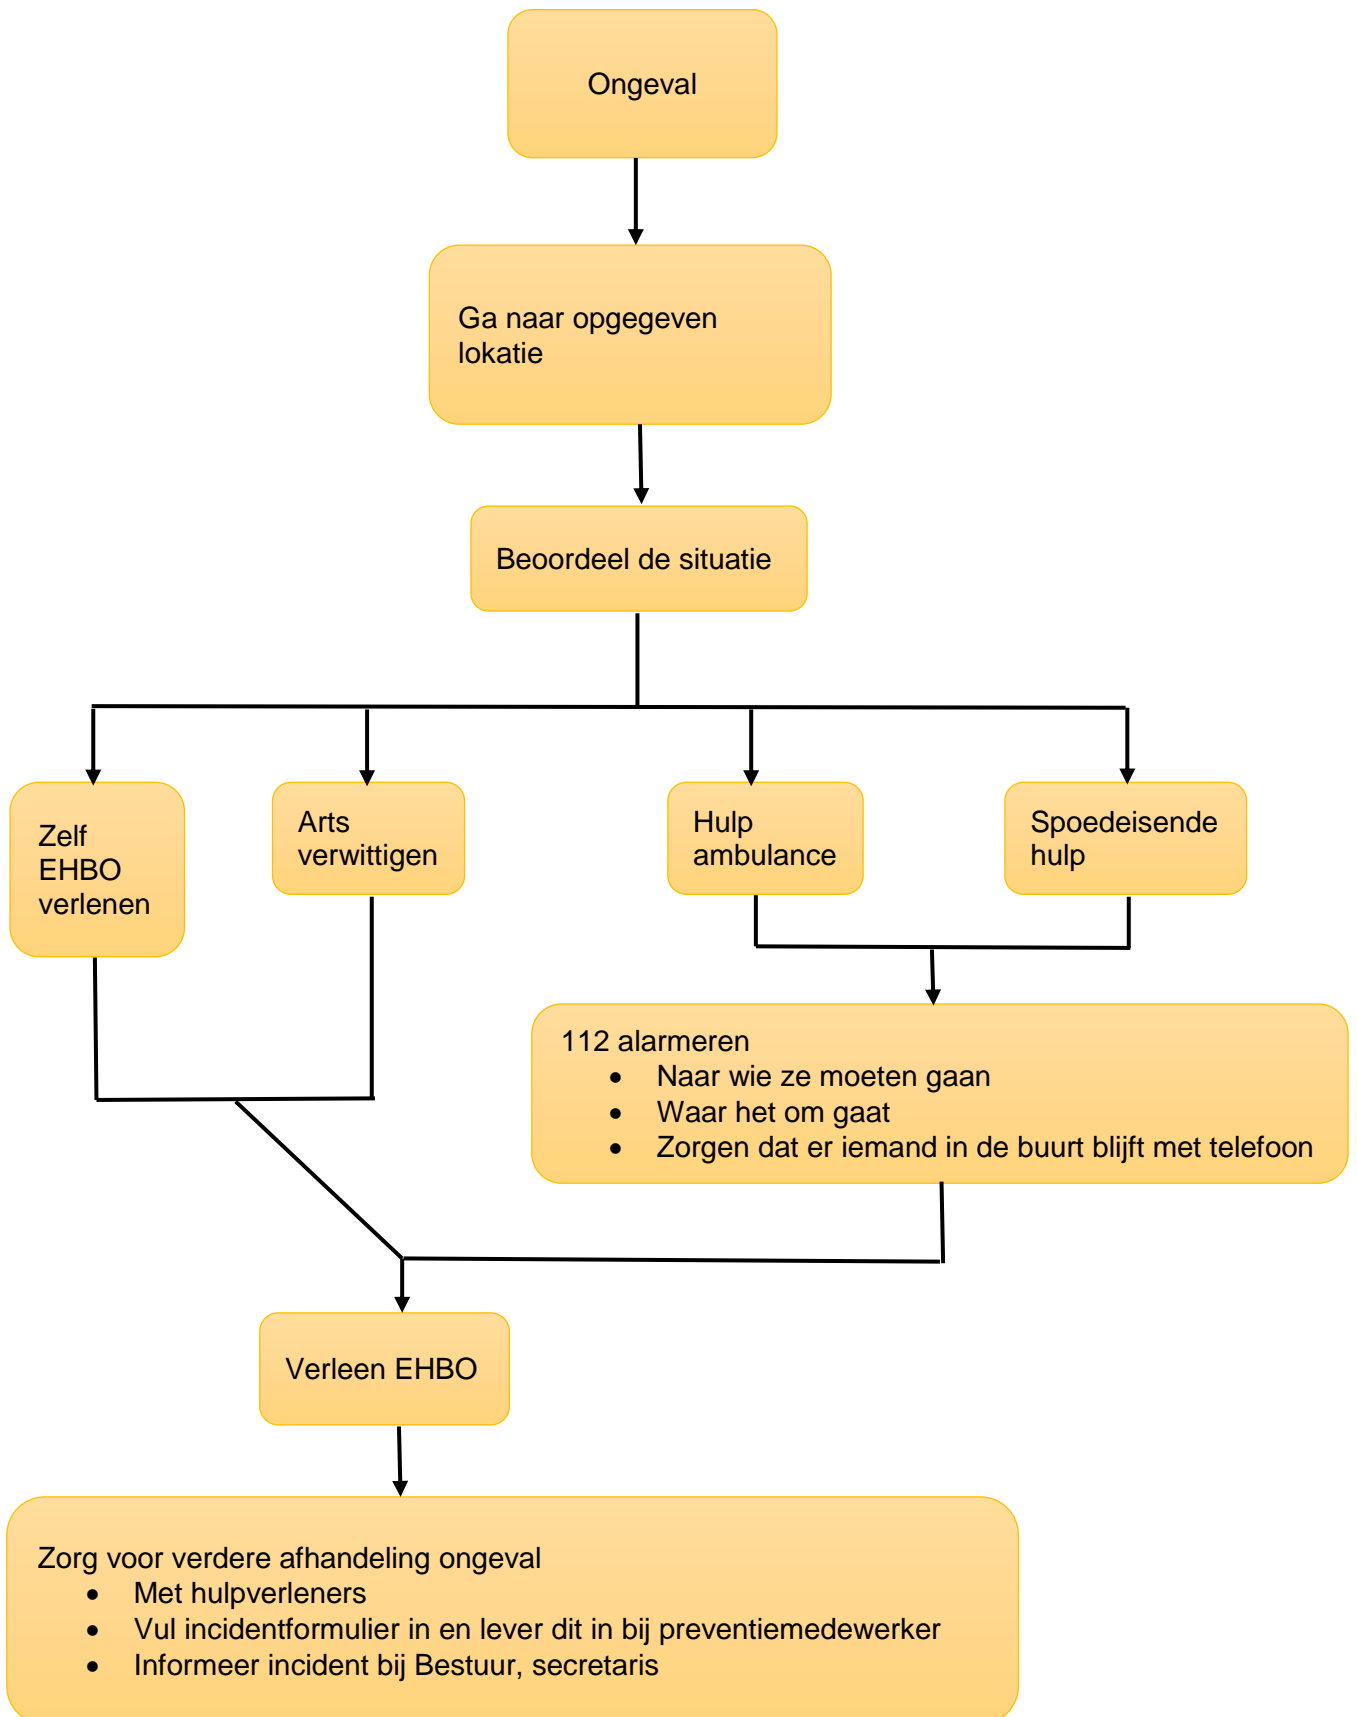 Ongeval
Ga naar opgegeven
lokatie
Beoordeel de situatie
Zelf
EHBO
verlenen
Arts
verwittigen
Hulp
ambulance
Spoedeisende
hulp
112 alarmeren
• Naar wie ze moeten gaan
• Waar het om gaat
• Zorgen dat er iemand in de buurt blijft met telefoon
Verleen EHBO
Zorg voor verdere afhandeling ongeval
• Met hulpverleners
• Vul incidentformulier in en lever dit in bij preventiemedewerker
• Informeer incident bij Bestuur, secretaris